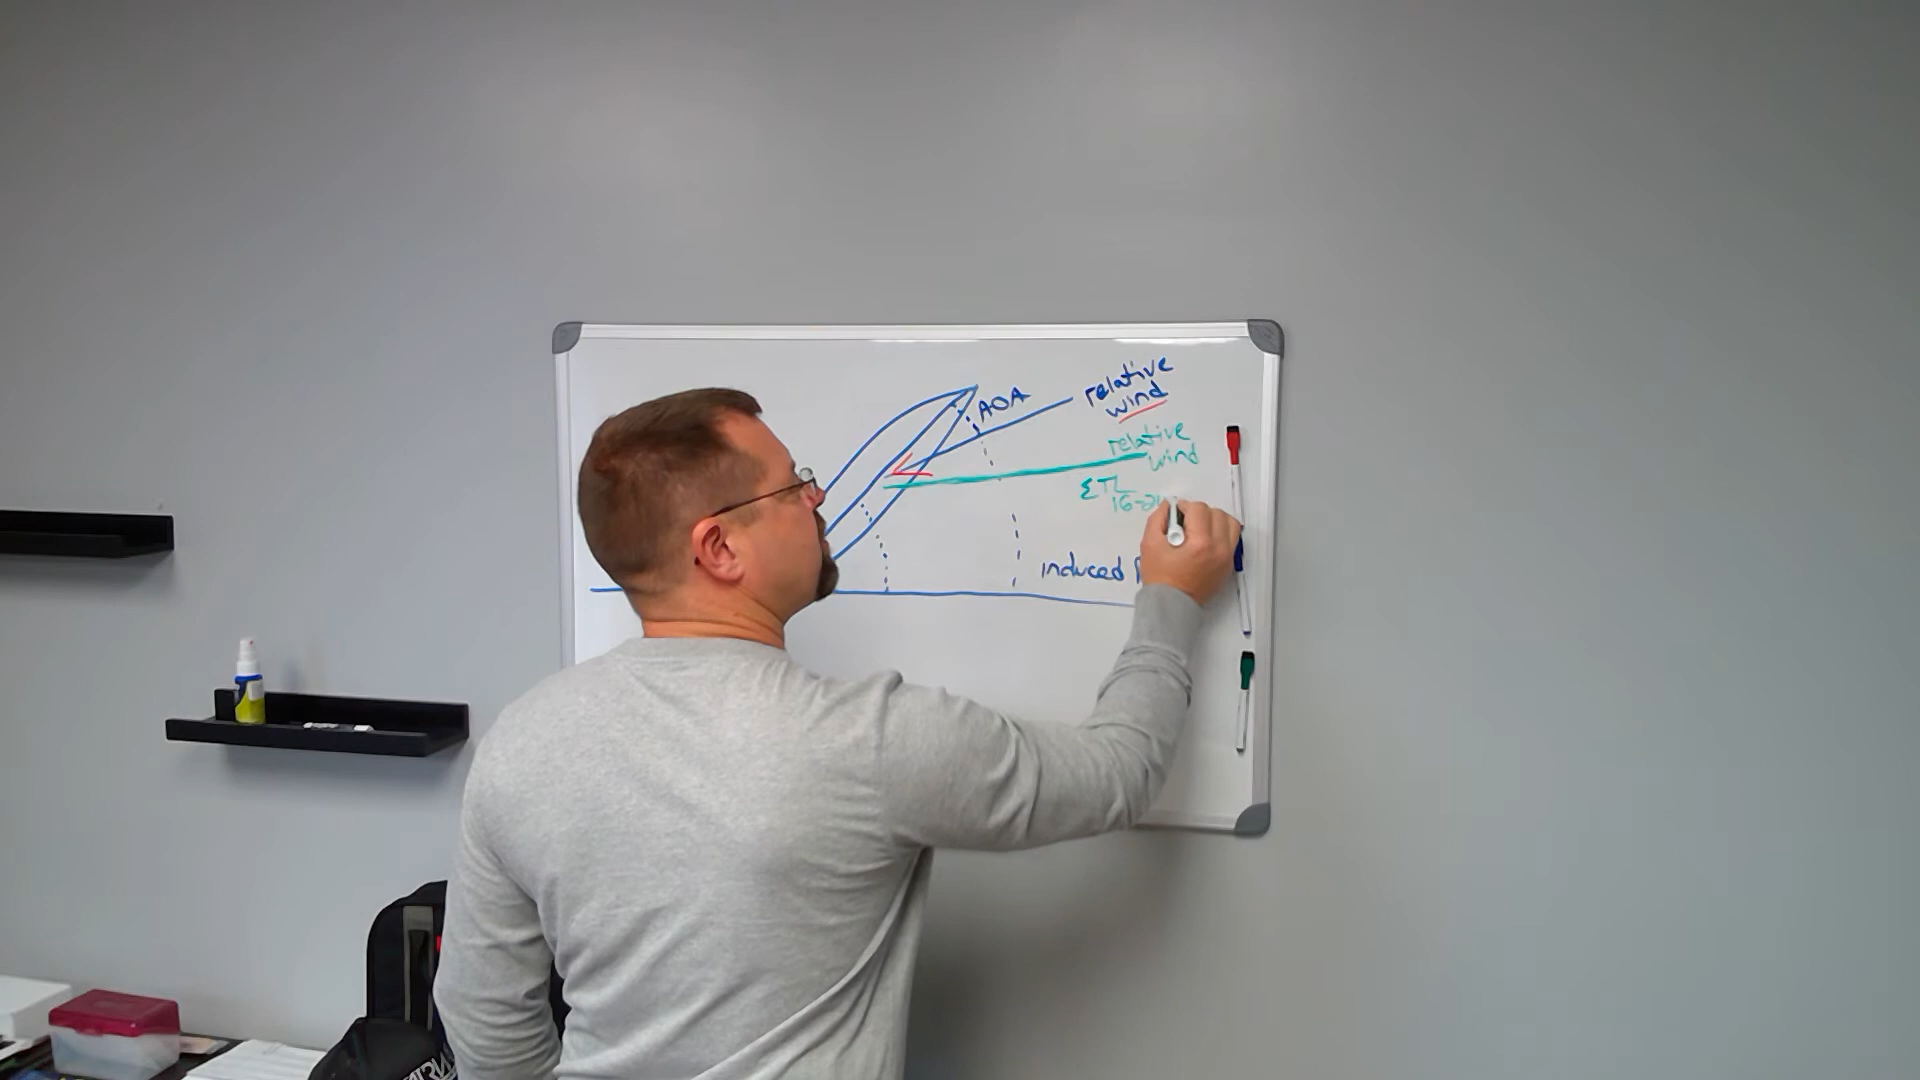 AOA
relative
wind
relative
wind
ETL
induced